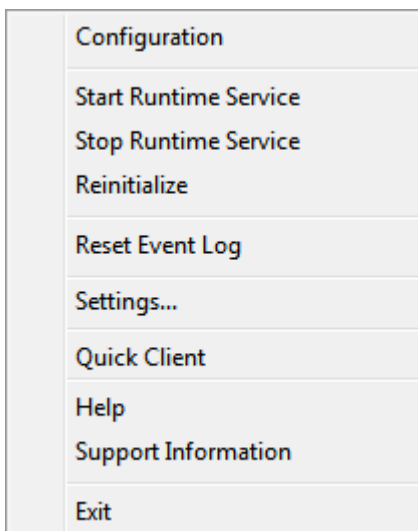 Configuration
Start Runtime Service
Stop Runtime Service
Reinitialize
Reset Event Log
Settings...
Quick Client
Help
Support Information
Exit